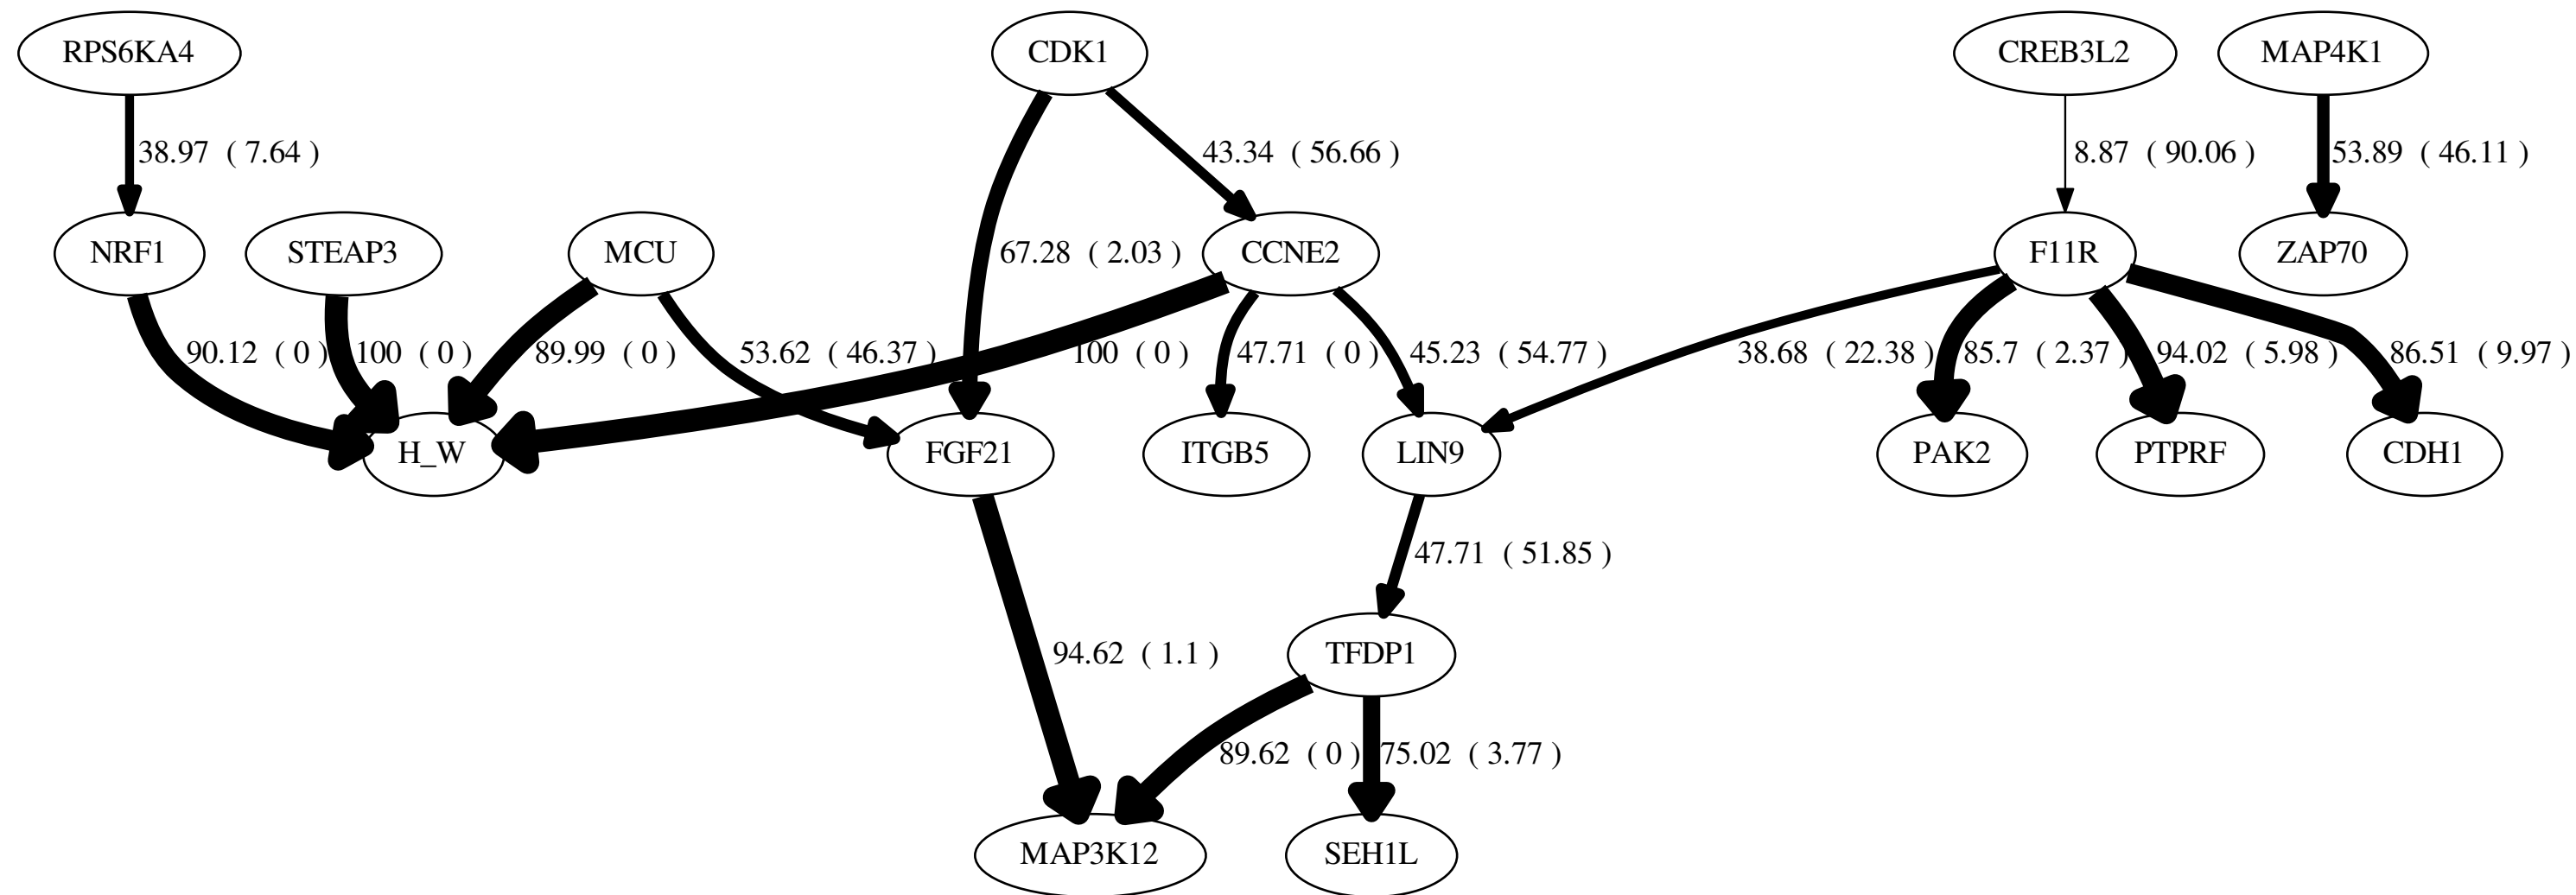 RPS6KA4 CDK1 CREB3L2 MAP4K1
38.97 ( 7.64 ) 43.34 ( 56.66 ) 8.87 ( 90.06 ) 53.89 ( 46.11 )
NRF1 STEAP3 MCU 67.28 ( 2.03 ) CCNE2 F11R ZAP70
90.12 ( 0 ) 100 ( 0 ) 89.99 ( 0 ) 53.62 ( 46.37 ) 100 ( 0 ) 47.71 ( 0 ) 45.23 ( 54.77 ) 38.68 ( 22.38 ) 85.7 ( 2.37 ) 94.02 ( 5.98 ) 86.51 ( 9.97 )
H_W FGF21 ITGB5 LIN9 PAK2 PTPRF CDH1
47.71 ( 51.85 )
94.62 ( 1.1 ) TFDP1
89.62 ( 0 ) 75.02 ( 3.77 )
MAP3K12 SEH1L